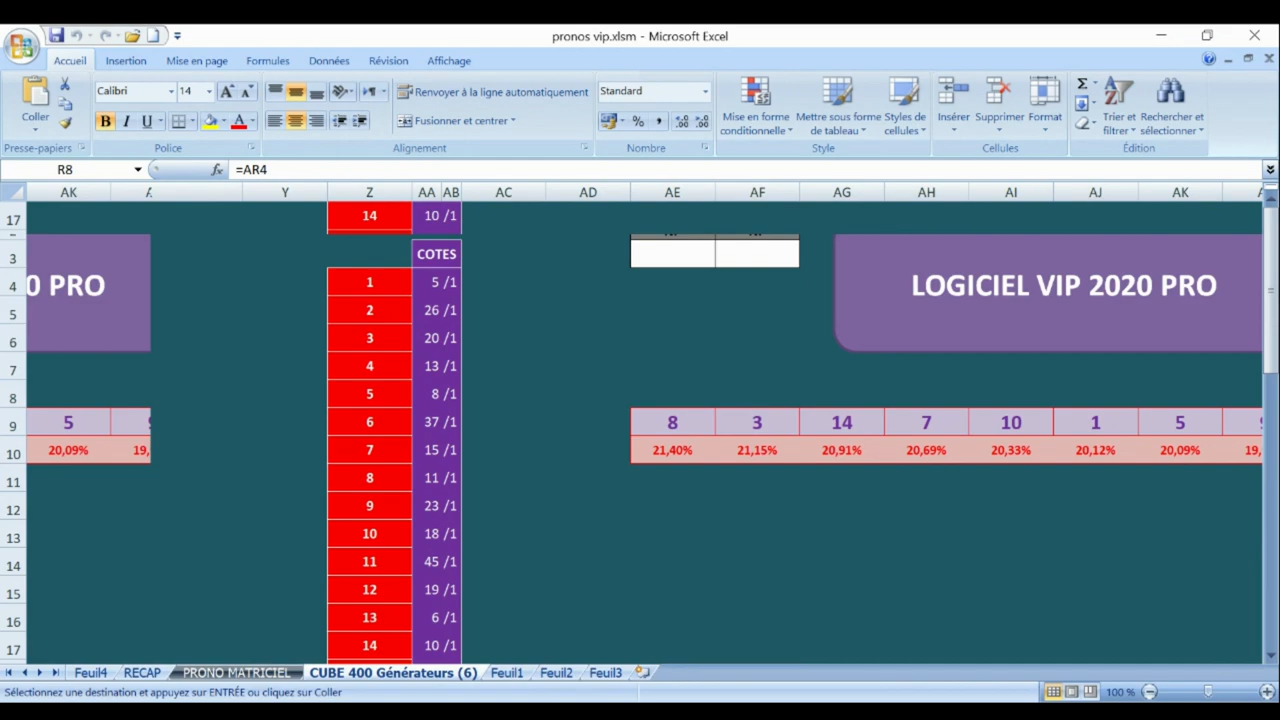 pronos vip.xlsm - Microsoft Excel
Accueil Insertion Mise en page Formules Données Révision Affichage
Calibri 14 Renvoyer à la ligne automatiquement Standard
Coller G I S Fusionner et centrer % Mise en forme conditionnelle Mettre sous forme de tableau Styles de cellules Insérer Supprimer Format Σ Trier et filtrer Rechercher et sélectionner
Presse-papiers Police Alignement Nombre Style Cellules Édition
R8 fx =AR4
AK Y Z AA AB AC AD AE AF AG AH AI AJ AK
17 14 10 /1
3 COTES
4 0 PRO 1 5 /1 LOGICIEL VIP 2020 PRO
5 2 26 /1
6 3 20 /1
7 4 13 /1
8 5 8 /1
9 5 6 37 /1 8 3 14 7 10 1 5
10 20,09% 19, 7 15 /1 21,40% 21,15% 20,91% 20,69% 20,33% 20,12% 20,09% 19,
11 8 11 /1
12 9 23 /1
13 10 18 /1
14 11 45 /1
15 12 19 /1
16 13 6 /1
17 14 10 /1
Feuil4 RECAP PRONO MATRICIEL CUBE 400 Générateurs (6) Feuil1 Feuil2 Feuil3
Sélectionnez une destination et appuyez sur ENTRÉE ou cliquez sur Coller 100 %